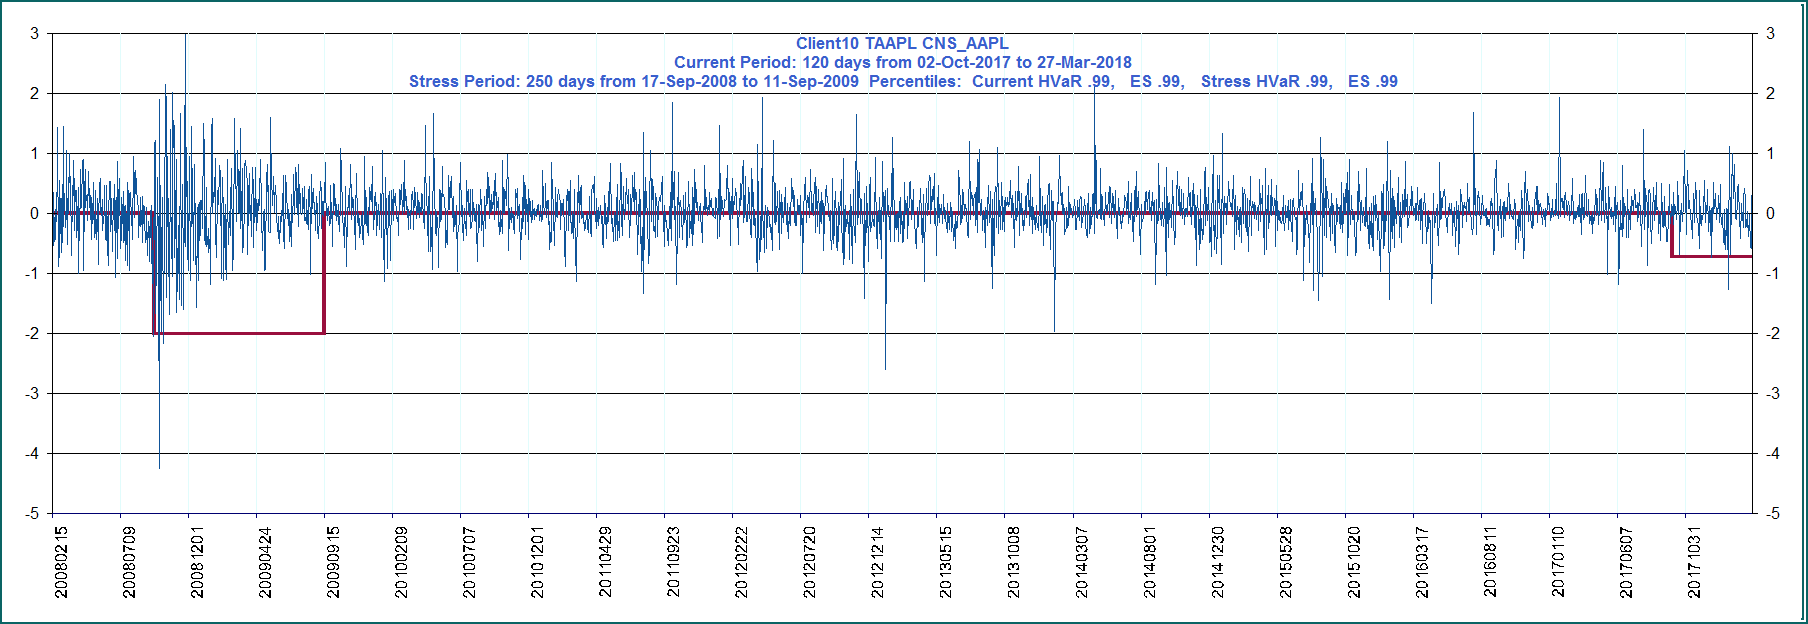 Client10 TAAPL CNS_AAPL
Current Period: 120 days from 02-Oct-2017 to 27-Mar-2018
Stress Period: 250 days from 17-Sep-2008 to 11-Sep-2009 Percentiles: Current HVaR .99, ES .99, Stress HVaR .99, ES .99
3 3
2 2
1 1
0 0
-1 -1
-2 -2
-3 -3
-4 -4
-5 -5
20080215 20080709 20081201 20090424 20090915 20100209 20100707 20101201 20110429 20110923 20120222 20120720 20121214 20130515 20131008 20140307 20140801 20141230 20150528 20151020 20160317 20160811 20170110 20170607 20171031